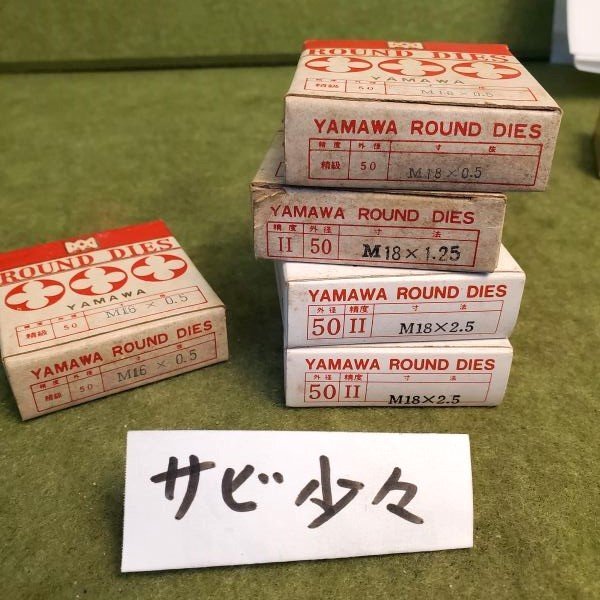 ROUND DIES
YAMAWA
精級 50 M18×0.5
YAMAWA ROUND DIES
精度 外径 寸法
精級 50 M18×0.5
YAMAWA ROUND DIES
精度 外径 寸法
II 50 M18×1.25
YAMAWA ROUND DIES
外径 精度 寸法
50 II M18×2.5
YAMAWA ROUND DIES
外径 精度 寸法
50 II M18×2.5
ROUND DIES
YAMAWA
精級 50 M16×0.5
YAMAWA ROUND DIES
精級 50 M16×0.5
サビ少々